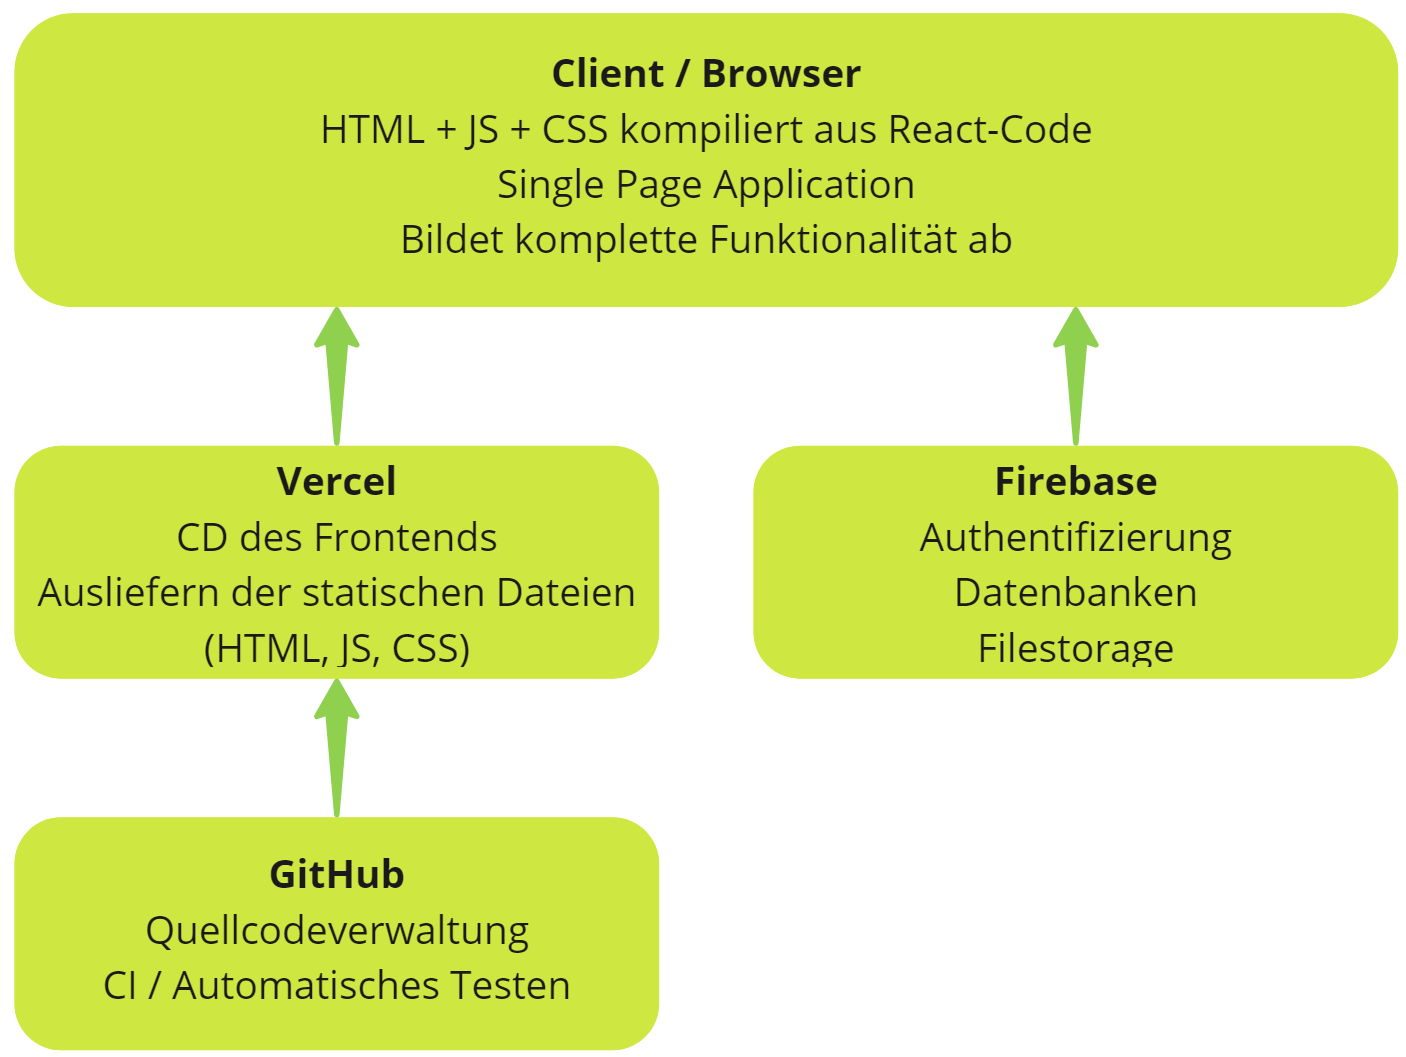 Client / Browser
HTML + JS + CSS kompiliert aus React-Code
Single Page Application
Bildet komplette Funktionalität ab
Vercel
CD des Frontends
Ausliefern der statischen Dateien
(HTML, JS, CSS)
Firebase
Authentifizierung
Datenbanken
Filestorage
GitHub
Quellcodeverwaltung
CI / Automatisches Testen